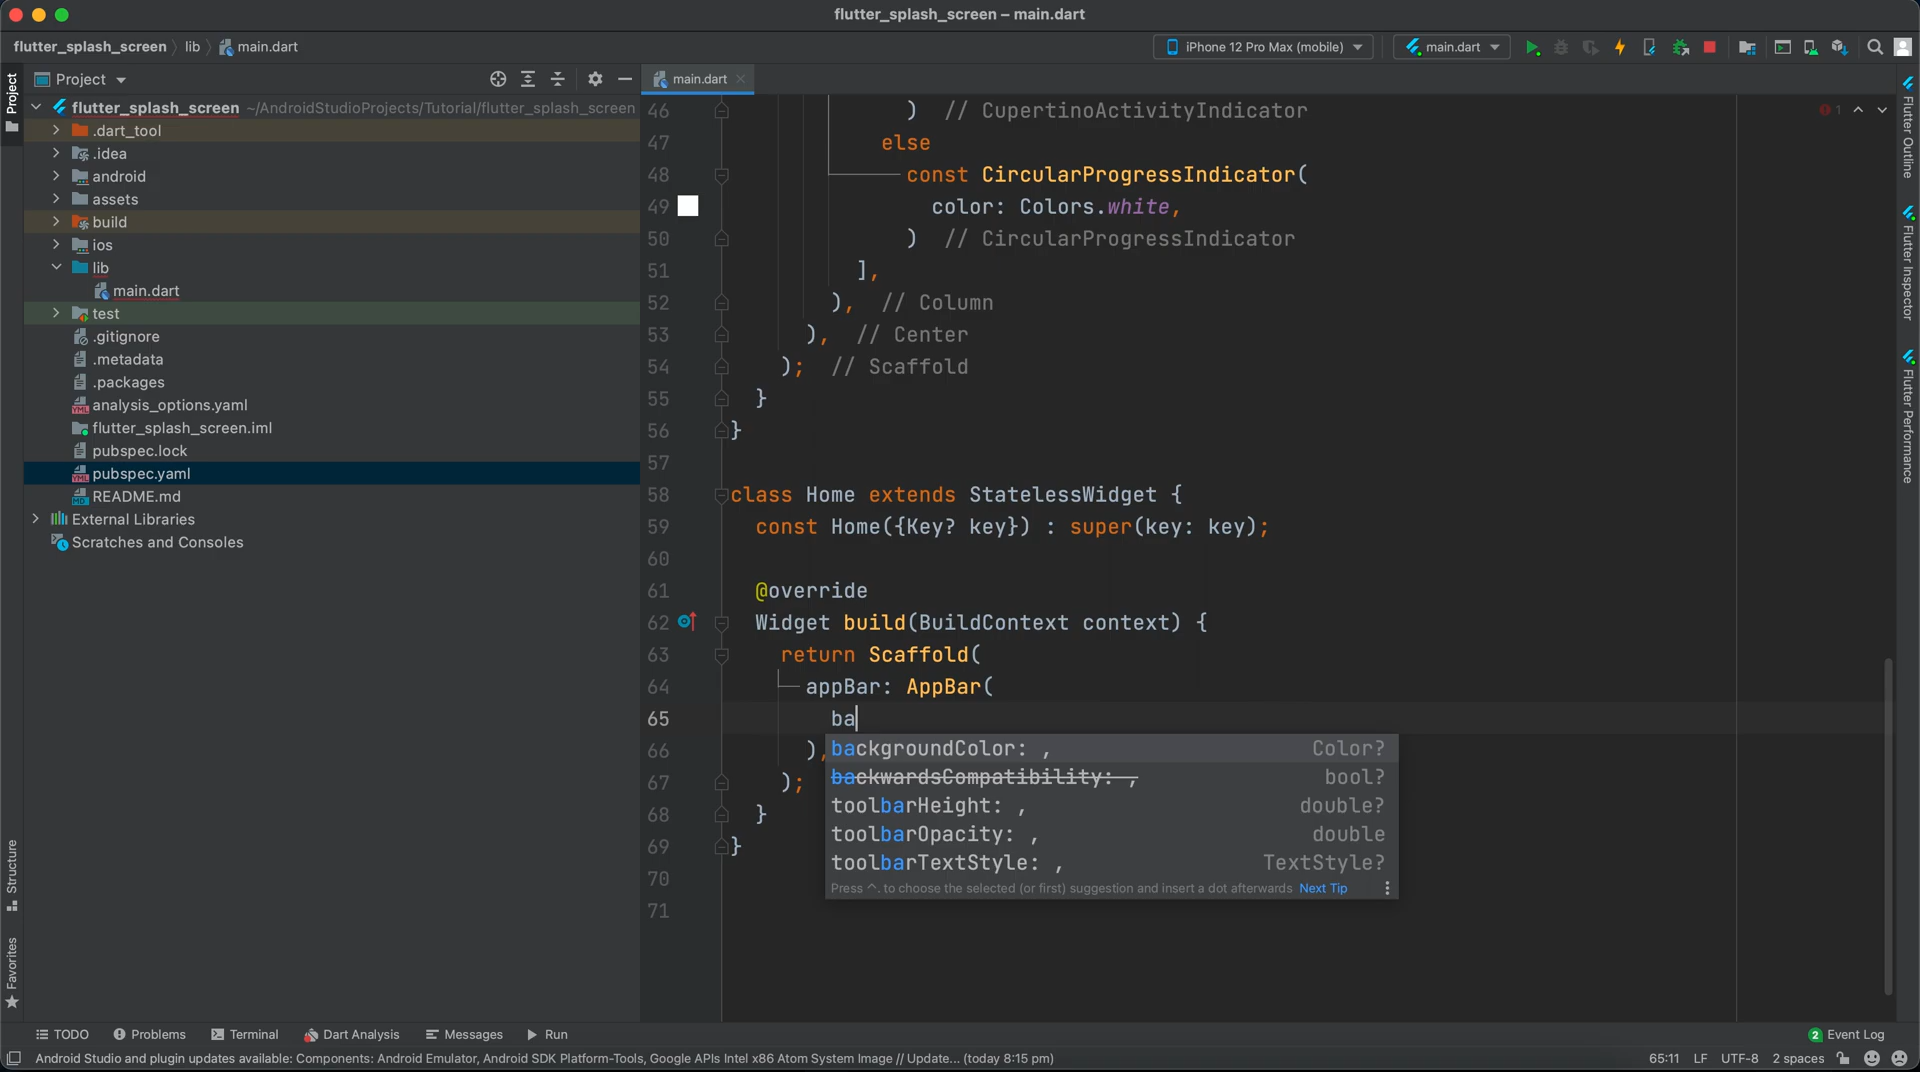 flutter_splash_screen – main.dart
flutter_splash_screen lib main.dart
iPhone 12 Pro Max (mobile)
main.dart
Project
Project
main.dart
flutter_splash_screen ~/AndroidStudioProjects/Tutorial/flutter_splash_screen
.dart_tool
.idea
android
assets
build
ios
lib
main.dart
test
.gitignore
.metadata
.packages
analysis_options.yaml
flutter_splash_screen.iml
pubspec.lock
pubspec.yaml
README.md
External Libraries
Scratches and Consoles
Structure
Favorites
46 ) // CupertinoActivityIndicator
47 else
48 const CircularProgressIndicator(
49 color: Colors.white,
50 ) // CircularProgressIndicator
51 ],
52 ), // Column
53 ), // Center
54 ); // Scaffold
55 }
56 }
57
58 class Home extends StatelessWidget {
59 const Home({Key? key}) : super(key: key);
60
61 @override
62 Widget build(BuildContext context) {
63 return Scaffold(
64 appBar: AppBar(
65 ba
66 ),
67 );
68 }
69 }
70
71
backgroundColor: , Color?
backwardsCompatibility: , bool?
toolbarHeight: , double?
toolbarOpacity: , double
toolbarTextStyle: , TextStyle?
Press ^. to choose the selected (or first) suggestion and insert a dot afterwards Next Tip
1
Flutter Outline
Flutter Inspector
Flutter Performance
TODO Problems Terminal Dart Analysis Messages Run
2 Event Log
Android Studio and plugin updates available: Components: Android Emulator, Android SDK Platform-Tools, Google APIs Intel x86 Atom System Image // Update... (today 8:15 pm)
65:11 LF UTF-8 2 spaces